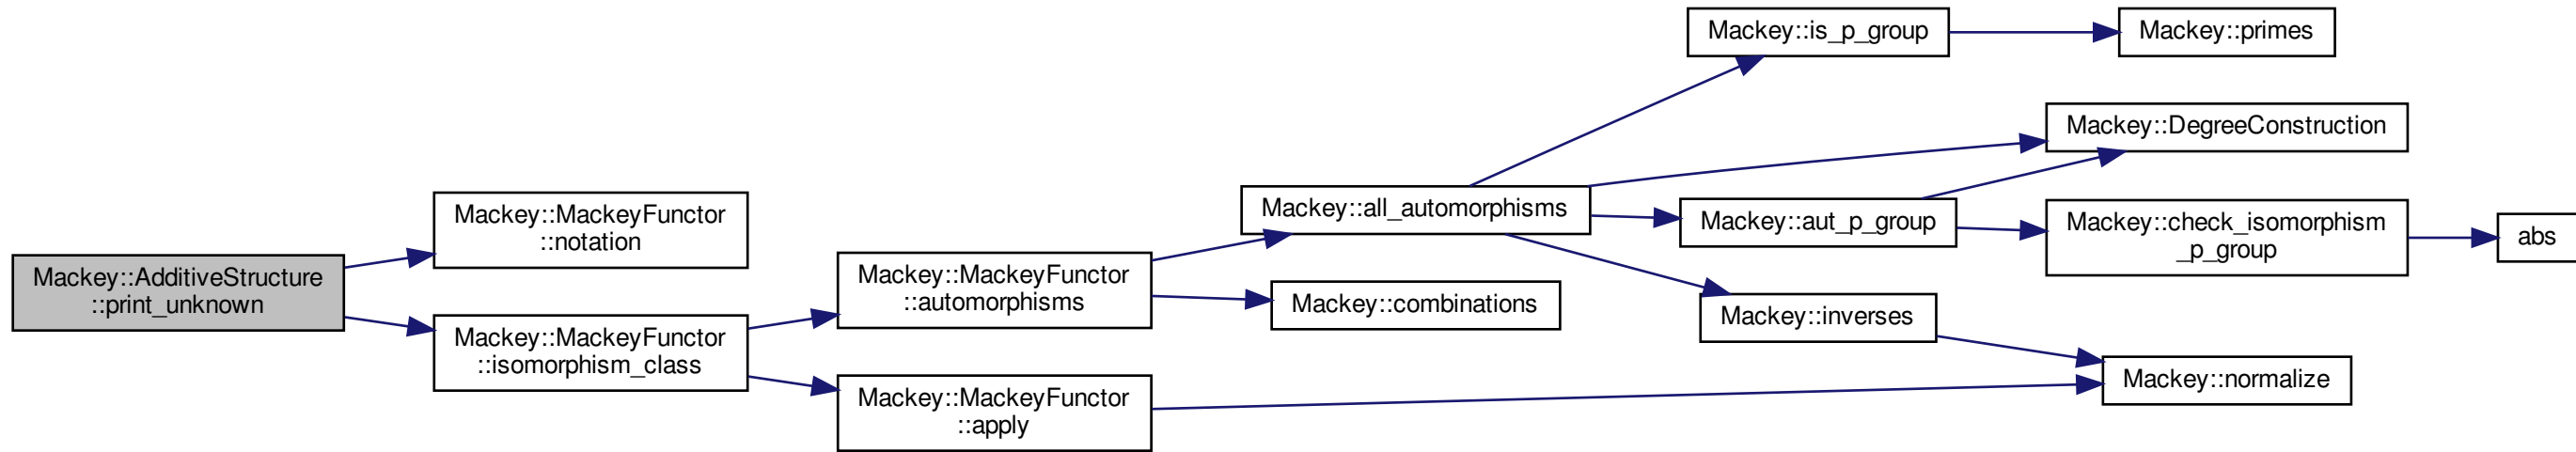 Mackey::AdditiveStructure
::print_unknown
Mackey::MackeyFunctor
::notation
Mackey::MackeyFunctor
::isomorphism_class
Mackey::MackeyFunctor
::automorphisms
Mackey::MackeyFunctor
::apply
Mackey::all_automorphisms
Mackey::combinations
Mackey::is_p_group
Mackey::primes
Mackey::DegreeConstruction
Mackey::aut_p_group
Mackey::check_isomorphism
_p_group
abs
Mackey::inverses
Mackey::normalize